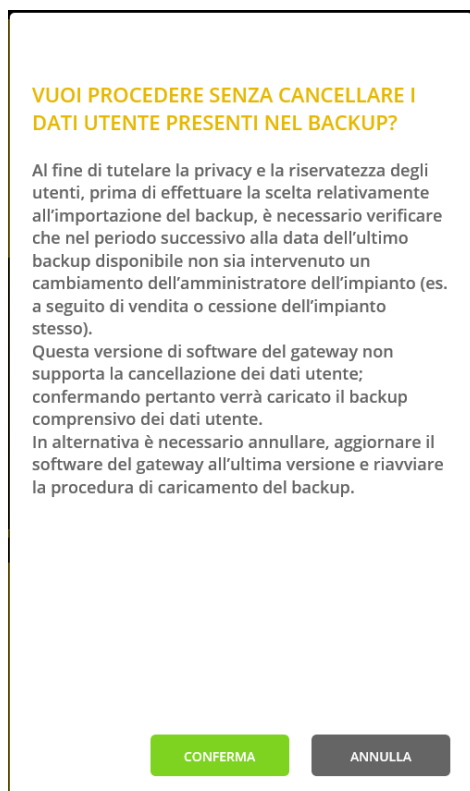 VUOI PROCEDERE SENZA CANCELLARE I
DATI UTENTE PRESENTI NEL BACKUP?
Al fine di tutelare la privacy e la riservatezza degli
utenti, prima di effettuare la scelta relativamente
all’importazione del backup, è necessario verificare
che nel periodo successivo alla data dell’ultimo
backup disponibile non sia intervenuto un
cambiamento dell’amministratore dell’impianto (es.
a seguito di vendita o cessione dell’impianto
stesso).
Questa versione di software del gateway non
supporta la cancellazione dei dati utente;
confermando pertanto verrà caricato il backup
comprensivo dei dati utente.
In alternativa è necessario annullare, aggiornare il
software del gateway all’ultima versione e riavviare
la procedura di caricamento del backup.
CONFERMA
ANNULLA